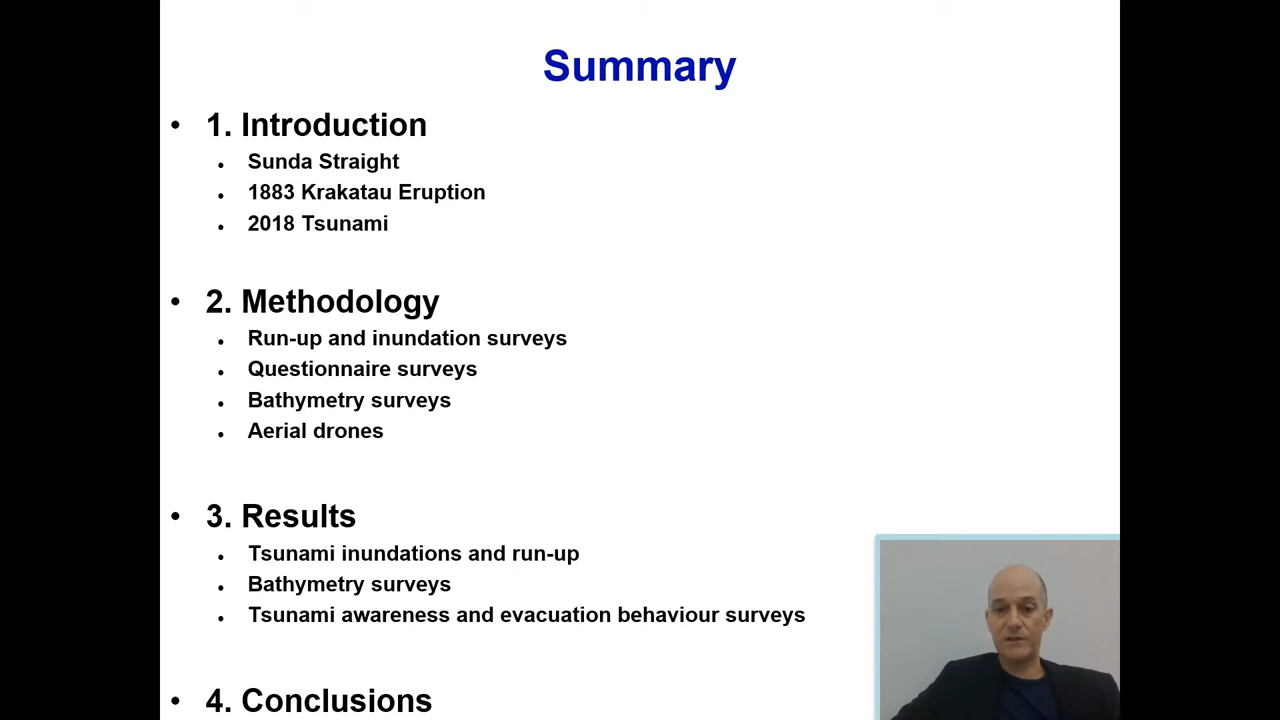 Summary
• 1. Introduction
• Sunda Straight
• 1883 Krakatau Eruption
• 2018 Tsunami
• 2. Methodology
• Run-up and inundation surveys
• Questionnaire surveys
• Bathymetry surveys
• Aerial drones
• 3. Results
• Tsunami inundations and run-up
• Bathymetry surveys
• Tsunami awareness and evacuation behaviour surveys
• 4. Conclusions